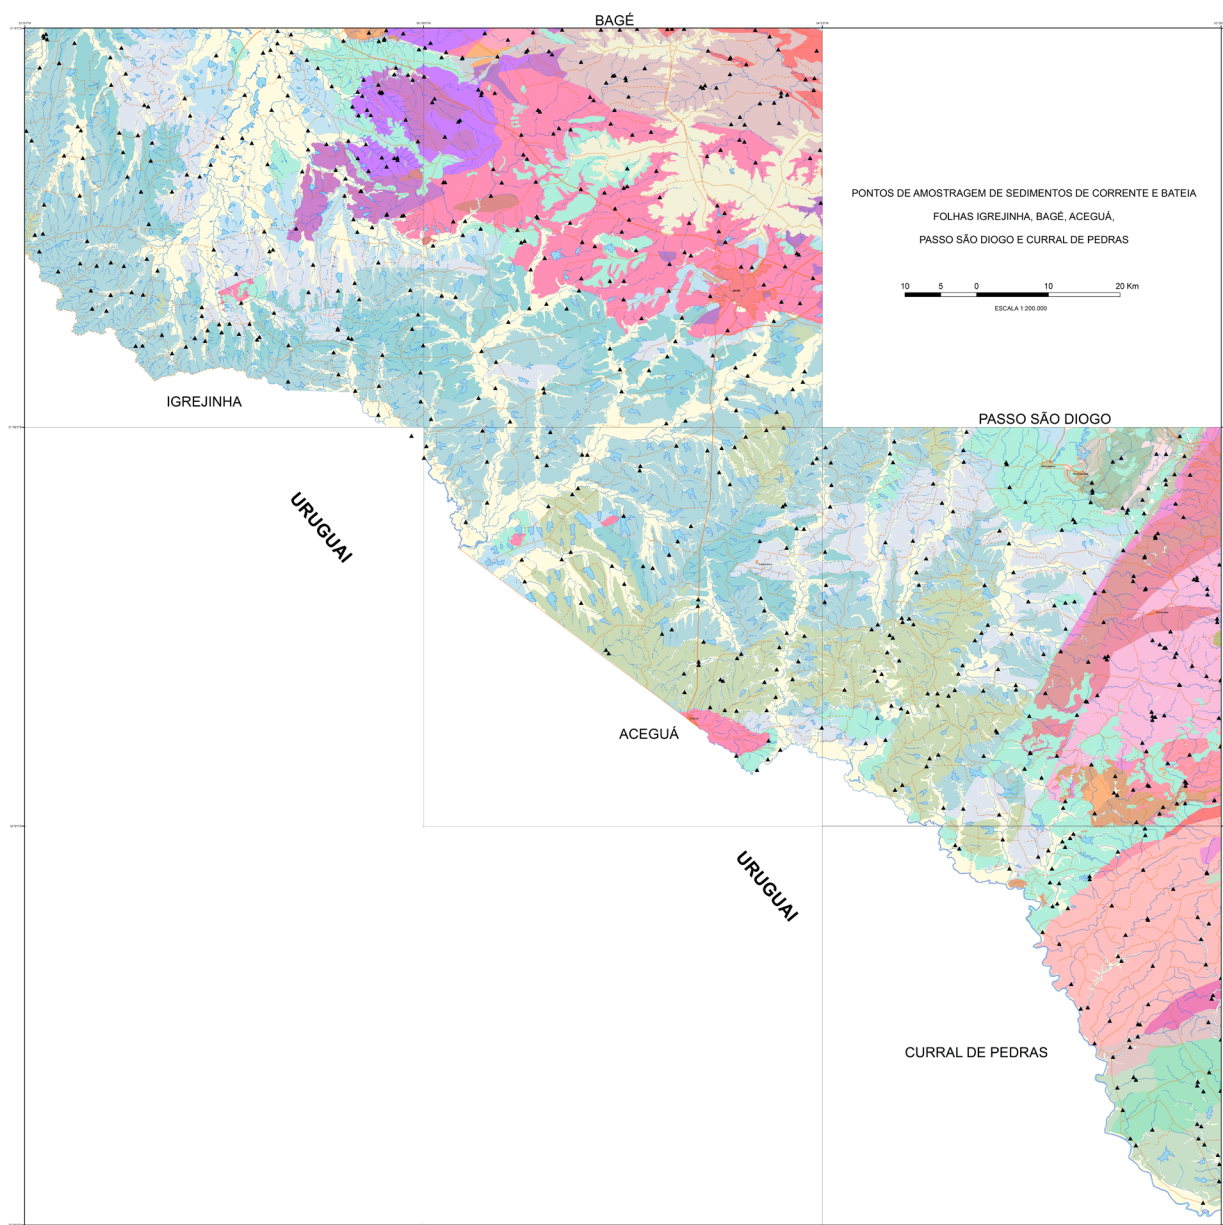 BAGÉ
PONTOS DE AMOSTRAGEM DE SEDIMENTOS DE CORRENTE E BATEIA
FOLHAS IGREJINHA, BAGÉ, ACEGUÁ,
PASSO SÃO DIOGO E CURRAL DE PEDRAS
10 5 0 10 20 Km
ESCALA 1:200.000
BAGÉ
IGREJINHA
PASSO SÃO DIOGO
URUGUAI
ACEGUÁ
URUGUAI
CURRAL DE PEDRAS